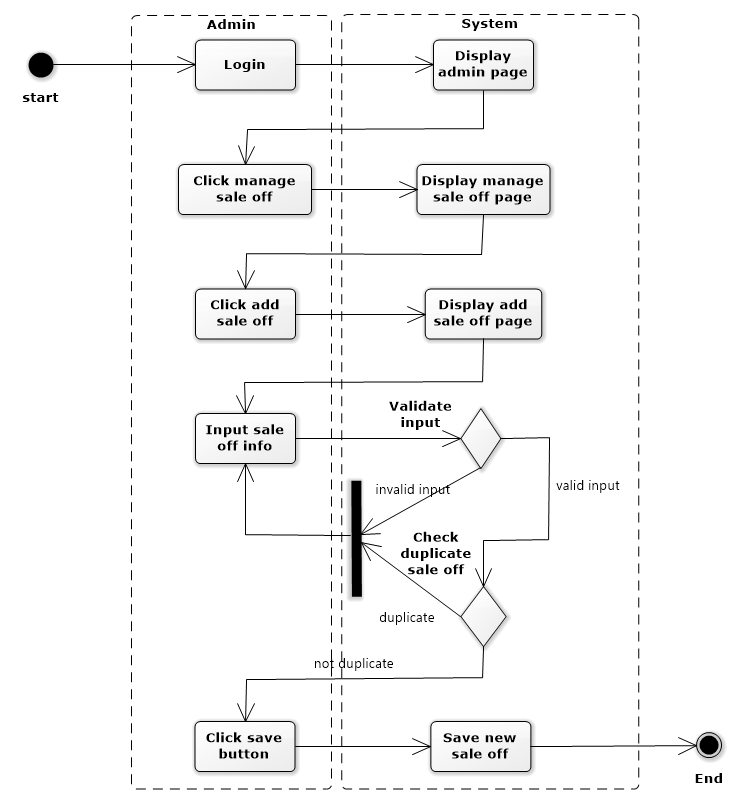 Admin
System
start
Login
Display
admin page
Click manage
sale off
Display manage
sale off page
Click add
sale off
Display add
sale off page
Input sale
off info
Validate
input
invalid input
valid input
Check
duplicate
sale off
duplicate
not duplicate
Click save
button
Save new
sale off
End